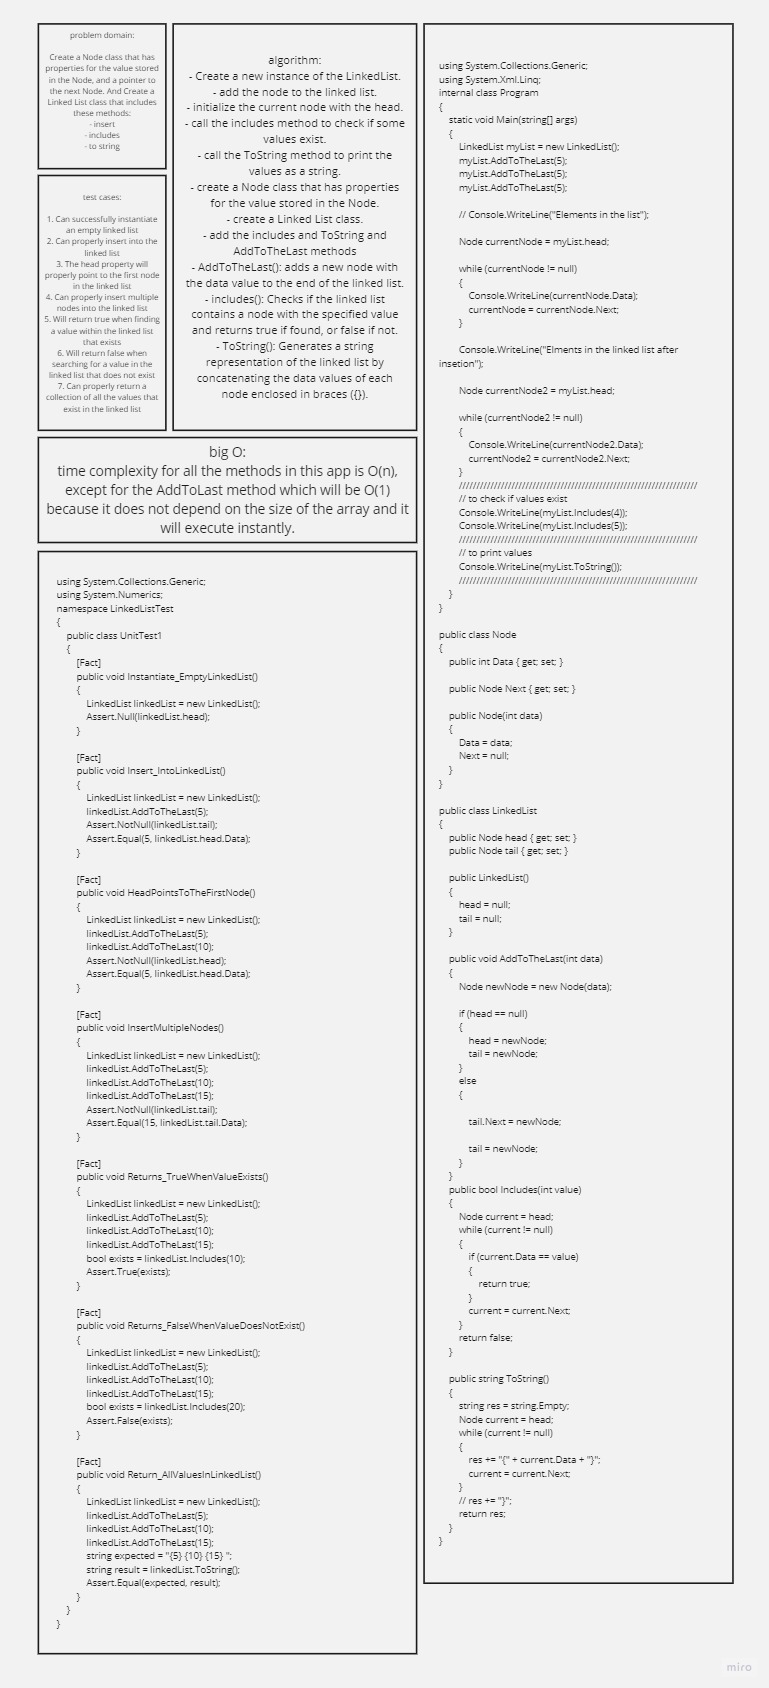 problem domain:
Create a Node class that has
properties for the value stored
in the Node, and a pointer to
the next Node. And Create a
Linked List class that includes
these methods:
- insert
- includes
- to string
test cases:
1. Can successfully instantiate
an empty linked list
2. Can properly insert into the
linked list
3. The head property will
properly point to the first node
in the linked list
4. Can properly insert multiple
nodes into the linked list
5. Will return true when finding
a value within the linked list
that exists
6. Will return false when
searching for a value in the
linked list that does not exist
7. Can properly return a
collection of all the values that
exist in the linked list
algorithm:
- Create a new instance of the LinkedList.
- add the node to the linked list.
- initialize the current node with the head.
- call the includes method to check if some
values exist.
- call the ToString method to print the
values as a string.
- create a Node class that has properties
for the value stored in the Node.
- create a Linked List class.
- add the includes and ToString and
AddToTheLast methods
- AddToTheLast(): adds a new node with
the data value to the end of the linked list.
- includes(): Checks if the linked list
contains a node with the specified value
and returns true if found, or false if not.
- ToString(): Generates a string
representation of the linked list by
concatenating the data values of each
node enclosed in braces ({}).
big O:
time complexity for all the methods in this app is O(n),
except for the AddToLast method which will be O(1)
because it does not depend on the size of the array and it
will execute instantly.
using System.Collections.Generic;
using System.Numerics;
namespace LinkedListTest
{
public class UnitTest1
{
[Fact]
public void Instantiate_EmptyLinkedList()
{
LinkedList linkedList = new LinkedList();
Assert.Null(linkedList.head);
}
[Fact]
public void Insert_IntoLinkedList()
{
LinkedList linkedList = new LinkedList();
linkedList.AddToTheLast(5);
Assert.NotNull(linkedList.tail);
Assert.Equal(5, linkedList.head.Data);
}
[Fact]
public void HeadPointsToTheFirstNode()
{
LinkedList linkedList = new LinkedList();
linkedList.AddToTheLast(5);
linkedList.AddToTheLast(10);
Assert.NotNull(linkedList.head);
Assert.Equal(5, linkedList.head.Data);
}
[Fact]
public void InsertMultipleNodes()
{
LinkedList linkedList = new LinkedList();
linkedList.AddToTheLast(5);
linkedList.AddToTheLast(10);
linkedList.AddToTheLast(15);
Assert.NotNull(linkedList.tail);
Assert.Equal(15, linkedList.tail.Data);
}
[Fact]
public void Returns_TrueWhenValueExists()
{
LinkedList linkedList = new LinkedList();
linkedList.AddToTheLast(5);
linkedList.AddToTheLast(10);
linkedList.AddToTheLast(15);
bool exists = linkedList.Includes(10);
Assert.True(exists);
}
[Fact]
public void Returns_FalseWhenValueDoesNotExist()
{
LinkedList linkedList = new LinkedList();
linkedList.AddToTheLast(5);
linkedList.AddToTheLast(10);
linkedList.AddToTheLast(15);
bool exists = linkedList.Includes(20);
Assert.False(exists);
}
[Fact]
public void Return_AllValuesInLinkedList()
{
LinkedList linkedList = new LinkedList();
linkedList.AddToTheLast(5);
linkedList.AddToTheLast(10);
linkedList.AddToTheLast(15);
string expected = "{5} {10} {15} ";
string result = linkedList.ToString();
Assert.Equal(expected, result);
}
}
}
using System.Collections.Generic;
using System.Xml.Linq;
internal class Program
{
static void Main(string[] args)
{
LinkedList myList = new LinkedList();
myList.AddToTheLast(5);
myList.AddToTheLast(5);
myList.AddToTheLast(5);
// Console.WriteLine("Elements in the list");
Node currentNode = myList.head;
while (currentNode != null)
{
Console.WriteLine(currentNode.Data);
currentNode = currentNode.Next;
}
Console.WriteLine("Elments in the linked list after
insetion");
Node currentNode2 = myList.head;
while (currentNode2 != null)
{
Console.WriteLine(currentNode2.Data);
currentNode2 = currentNode2.Next;
}
////////////////////////////////////////////////////////////////////
// to check if values exist
Console.WriteLine(myList.Includes(4));
Console.WriteLine(myList.Includes(5));
////////////////////////////////////////////////////////////////////
// to print values
Console.WriteLine(myList.ToString());
////////////////////////////////////////////////////////////////////
}
}
public class Node
{
public int Data { get; set; }
public Node Next { get; set; }
public Node(int data)
{
Data = data;
Next = null;
}
}
public class LinkedList
{
public Node head { get; set; }
public Node tail { get; set; }
public LinkedList()
{
head = null;
tail = null;
}
public void AddToTheLast(int data)
{
Node newNode = new Node(data);
if (head == null)
{
head = newNode;
tail = newNode;
}
else
{
tail.Next = newNode;
tail = newNode;
}
}
public bool Includes(int value)
{
Node current = head;
while (current != null)
{
if (current.Data == value)
{
return true;
}
current = current.Next;
}
return false;
}
public string ToString()
{
string res = string.Empty;
Node current = head;
while (current != null)
{
res += "{" + current.Data + "}";
current = current.Next;
}
// res += "}";
return res;
}
}
miro